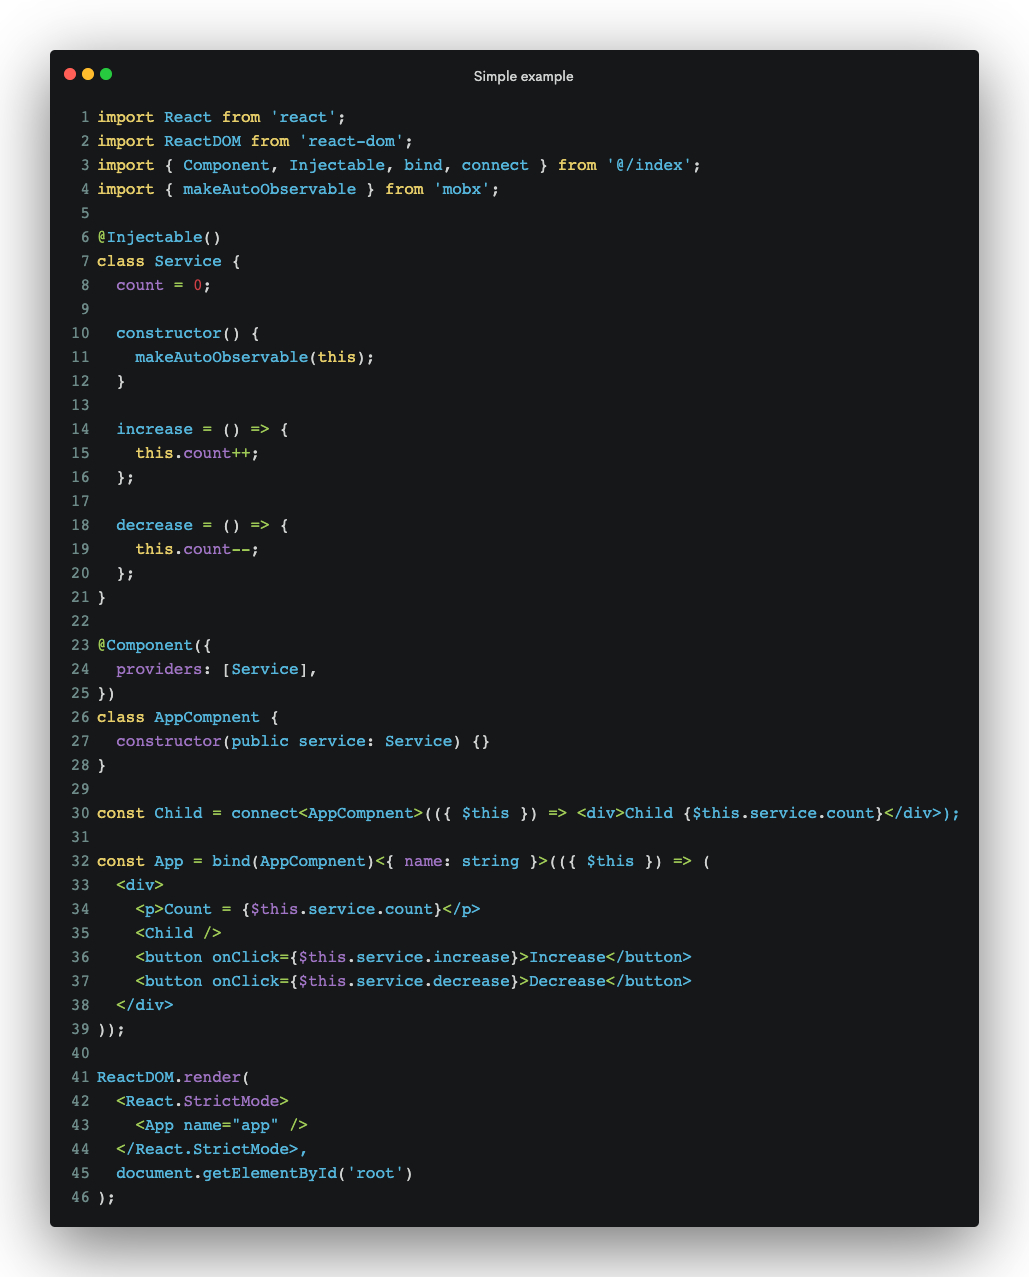 Simple example
1 import React from 'react';
2 import ReactDOM from 'react-dom';
3 import { Component, Injectable, bind, connect } from '@/index';
4 import { makeAutoObservable } from 'mobx';
5
6 @Injectable()
7 class Service {
8   count = 0;
9
10   constructor() {
11     makeAutoObservable(this);
12   }
13
14   increase = () => {
15     this.count++;
16   };
17
18   decrease = () => {
19     this.count--;
20   };
21 }
22
23 @Component({
24   providers: [Service],
25 })
26 class AppCompnent {
27   constructor(public service: Service) {}
28 }
29
30 const Child = connect<AppCompnent>(({ $this }) => <div>Child {$this.service.count}</div>);
31
32 const App = bind(AppCompnent)<{ name: string }>(({ $this }) => (
33   <div>
34     <p>Count = {$this.service.count}</p>
35     <Child />
36     <button onClick={$this.service.increase}>Increase</button>
37     <button onClick={$this.service.decrease}>Decrease</button>
38   </div>
39 ));
40
41 ReactDOM.render(
42   <React.StrictMode>
43     <App name="app" />
44   </React.StrictMode>,
45   document.getElementById('root')
46 );